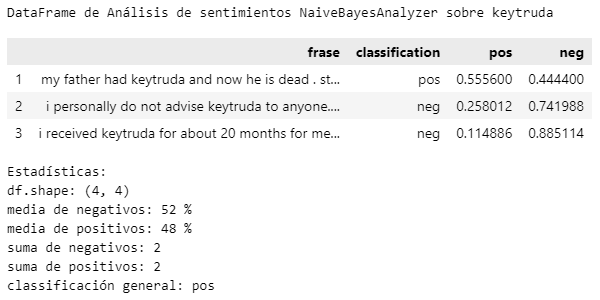 DataFrame de Análisis de sentimientos NaiveBayesAnalyzer sobre keytruda
frase classification pos neg
1 my father had keytruda and now he is dead . st... pos 0.555600 0.444400
2 i personally do not advise keytruda to anyone.... neg 0.258012 0.741988
3 i received keytruda for about 20 months for me... neg 0.114886 0.885114
Estadísticas:
df.shape: (4, 4)
media de negativos: 52 %
media de positivos: 48 %
suma de negativos: 2
suma de positivos: 2
classificación general: pos